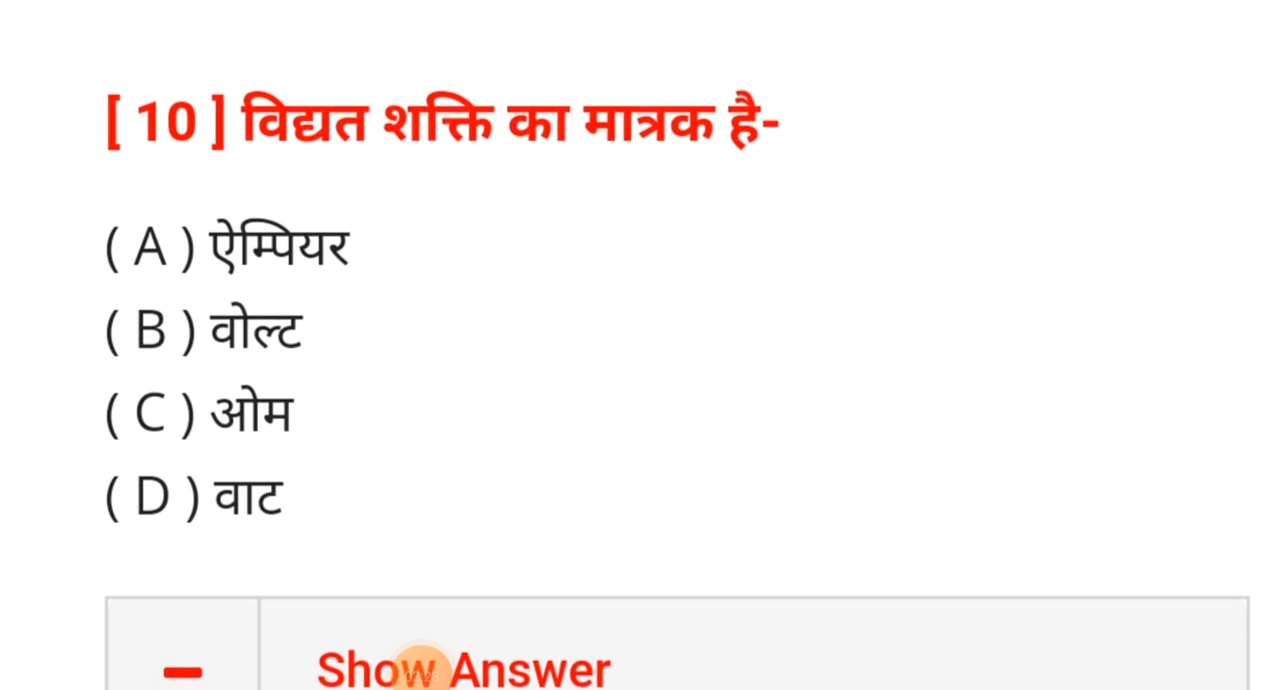 [ 10 ] विद्यत शक्ति का मात्रक है-
( A ) ऐम्पियर
( B ) वोल्ट
( C ) ओम
( D ) वाट
Show Answer